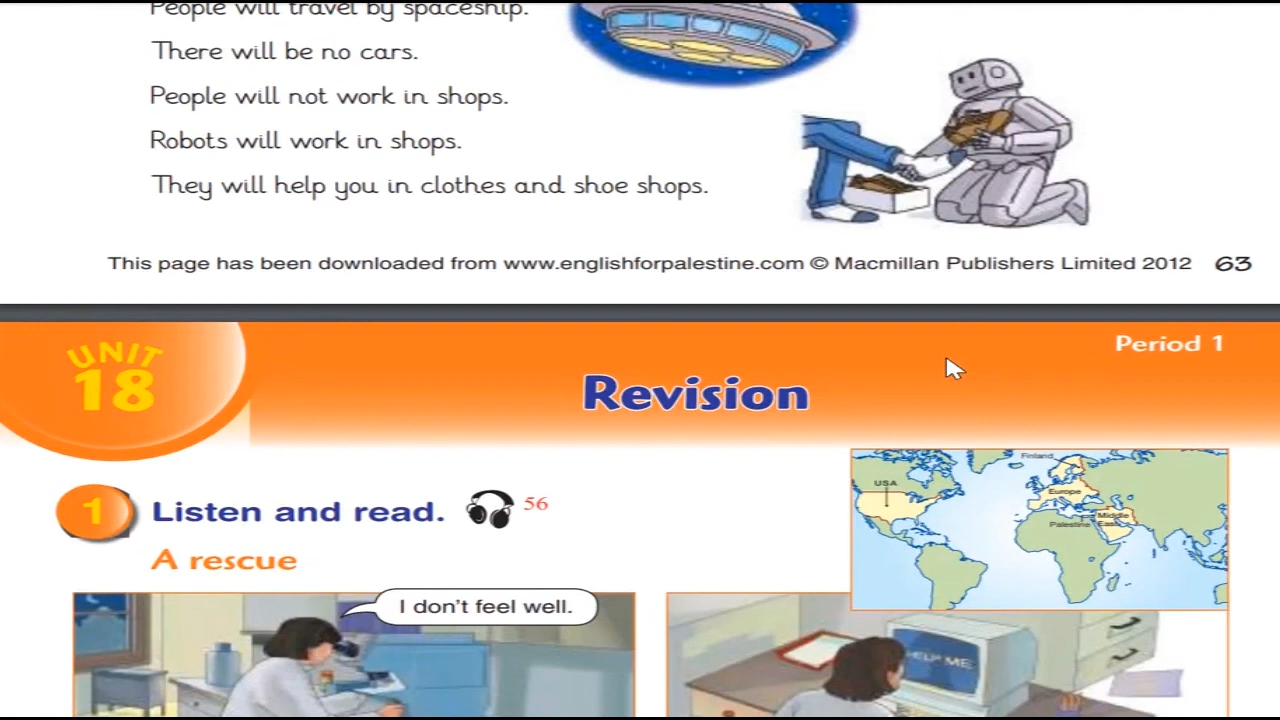 People will travel by spaceship.
There will be no cars.
People will not work in shops.
Robots will work in shops.
They will help you in clothes and shoe shops.
This page has been downloaded from www.englishforpalestine.com © Macmillan Publishers Limited 2012 63
UNIT
18
Period 1
Revision
1 Listen and read. 56
A rescue
Finland
USA
Europe
Palestine
Middle
East
I don't feel well.
HELP ME.